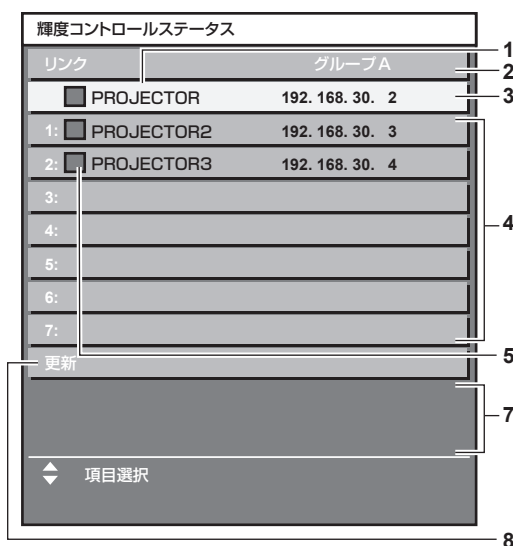 輝度コントロールステータス
リンク グループA
PROJECTOR 192. 168. 30. 2
1: PROJECTOR2 192. 168. 30. 3
2: PROJECTOR3 192. 168. 30. 4
3:
4:
5:
6:
7:
更新
項目選択
1
2
3
4
5
7
8